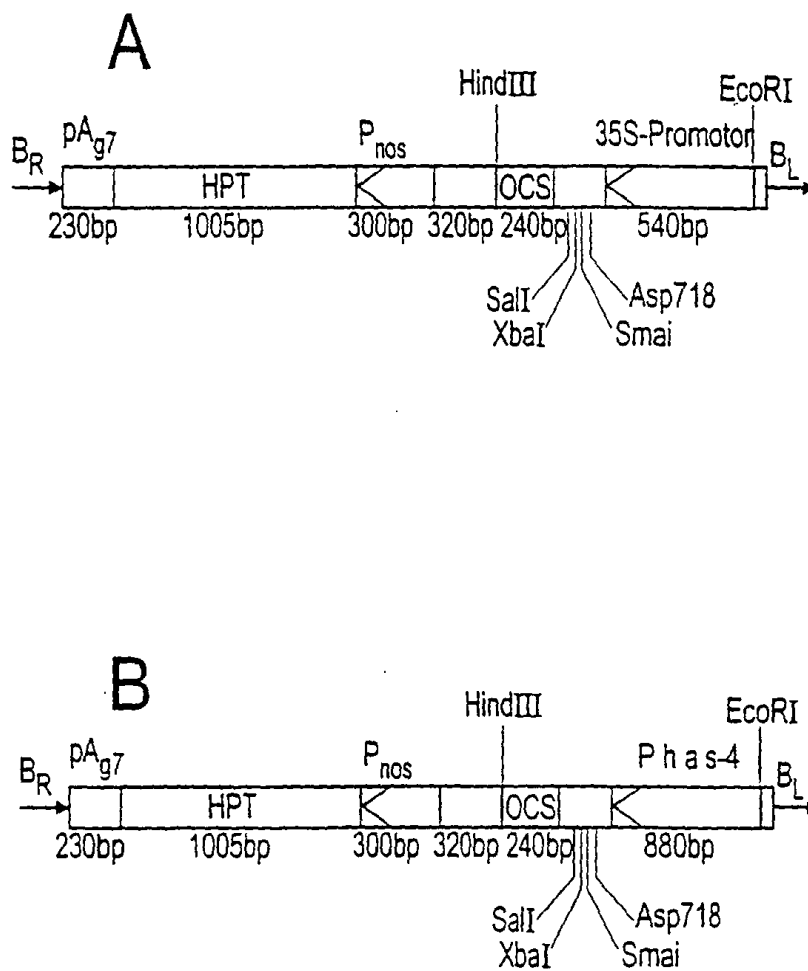 A
HindIII
EcoRI
pAg7
Pnos
35S-Promotor
BR
BL
HPT
OCS
230bp
1005bp
300bp
320bp
240bp
540bp
SalI
Asp718
XbaI
Smai
B
HindIII
EcoRI
pAg7
Pnos
Phas-4
BR
BL
HPT
OCS
230bp
1005bp
300bp
320bp
240bp
880bp
SalI
Asp718
XbaI
Smai